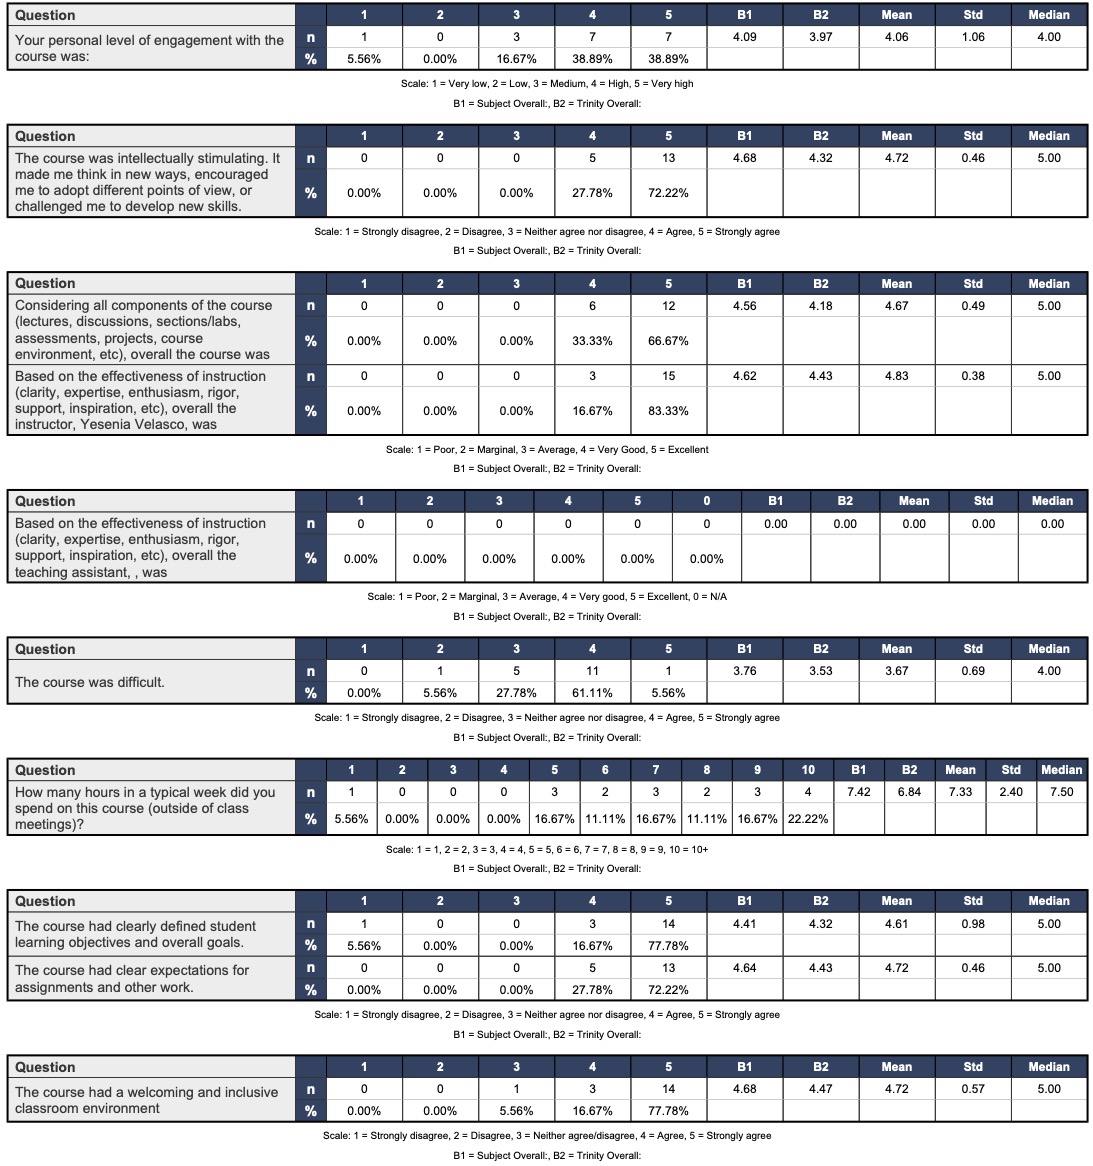 Question 1 2 3 4 5 B1 B2 Mean Std Median
Your personal level of engagement with the n 1 0 3 7 7 4.09 3.97 4.06 1.06 4.00
course was: % 5.56% 0.00% 16.67% 38.89% 38.89%
Scale: 1 = Very low, 2 = Low, 3 = Medium, 4 = High, 5 = Very high
B1 = Subject Overall:, B2 = Trinity Overall:
Question 1 2 3 4 5 B1 B2 Mean Std Median
The course was intellectually stimulating. It n 0 0 0 5 13 4.68 4.32 4.72 0.46 5.00
made me think in new ways, encouraged
me to adopt different points of view, or % 0.00% 0.00% 0.00% 27.78% 72.22%
challenged me to develop new skills.
Scale: 1 = Strongly disagree, 2 = Disagree, 3 = Neither agree nor disagree, 4 = Agree, 5 = Strongly agree
B1 = Subject Overall:, B2 = Trinity Overall:
Question 1 2 3 4 5 B1 B2 Mean Std Median
Considering all components of the course n 0 0 0 6 12 4.56 4.18 4.67 0.49 5.00
(lectures, discussions, sections/labs,
assessments, projects, course % 0.00% 0.00% 0.00% 33.33% 66.67%
environment, etc), overall the course was
Based on the effectiveness of instruction n 0 0 0 3 15 4.62 4.43 4.83 0.38 5.00
(clarity, expertise, enthusiasm, rigor,
support, inspiration, etc), overall the % 0.00% 0.00% 0.00% 16.67% 83.33%
instructor, Yesenia Velasco, was
Scale: 1 = Poor, 2 = Marginal, 3 = Average, 4 = Very Good, 5 = Excellent
B1 = Subject Overall:, B2 = Trinity Overall:
Question 1 2 3 4 5 0 B1 B2 Mean Std Median
Based on the effectiveness of instruction n 0 0 0 0 0 0 0.00 0.00 0.00 0.00 0.00
(clarity, expertise, enthusiasm, rigor,
support, inspiration, etc), overall the % 0.00% 0.00% 0.00% 0.00% 0.00% 0.00%
teaching assistant, , was
Scale: 1 = Poor, 2 = Marginal, 3 = Average, 4 = Very good, 5 = Excellent, 0 = N/A
B1 = Subject Overall:, B2 = Trinity Overall:
Question 1 2 3 4 5 B1 B2 Mean Std Median
The course was difficult. n 0 1 5 11 1 3.76 3.53 3.67 0.69 4.00
% 0.00% 5.56% 27.78% 61.11% 5.56%
Scale: 1 = Strongly disagree, 2 = Disagree, 3 = Neither agree nor disagree, 4 = Agree, 5 = Strongly agree
B1 = Subject Overall:, B2 = Trinity Overall:
Question 1 2 3 4 5 6 7 8 9 10 B1 B2 Mean Std Median
How many hours in a typical week did you n 1 0 0 0 3 2 3 2 3 4 7.42 6.84 7.33 2.40 7.50
spend on this course (outside of class
meetings)? % 5.56% 0.00% 0.00% 0.00% 16.67% 11.11% 16.67% 11.11% 16.67% 22.22%
Scale: 1 = 1, 2 = 2, 3 = 3, 4 = 4, 5 = 5, 6 = 6, 7 = 7, 8 = 8, 9 = 9, 10 = 10+
B1 = Subject Overall:, B2 = Trinity Overall:
Question 1 2 3 4 5 B1 B2 Mean Std Median
The course had clearly defined student n 1 0 0 3 14 4.41 4.32 4.61 0.98 5.00
learning objectives and overall goals. % 5.56% 0.00% 0.00% 16.67% 77.78%
The course had clear expectations for n 0 0 0 5 13 4.64 4.43 4.72 0.46 5.00
assignments and other work. % 0.00% 0.00% 0.00% 27.78% 72.22%
Scale: 1 = Strongly disagree, 2 = Disagree, 3 = Neither agree nor disagree, 4 = Agree, 5 = Strongly agree
B1 = Subject Overall:, B2 = Trinity Overall:
Question 1 2 3 4 5 B1 B2 Mean Std Median
The course had a welcoming and inclusive n 0 0 1 3 14 4.68 4.47 4.72 0.57 5.00
classroom environment % 0.00% 0.00% 5.56% 16.67% 77.78%
Scale: 1 = Strongly disagree, 2 = Disagree, 3 = Neither agree/disagree, 4 = Agree, 5 = Strongly agree
B1 = Subject Overall:, B2 = Trinity Overall: